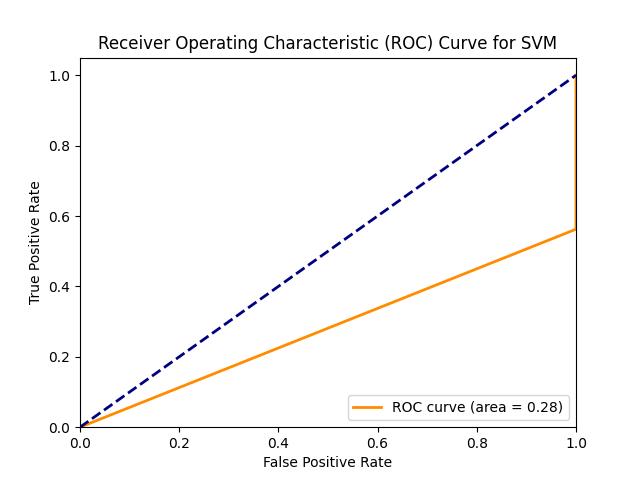 Receiver Operating Characteristic (ROC) Curve for SVM
1.0
0.8
0.6
0.4
0.2
0.0
True Positive Rate
ROC curve (area = 0.28)
0.0 0.2 0.4 0.6 0.8 1.0
False Positive Rate